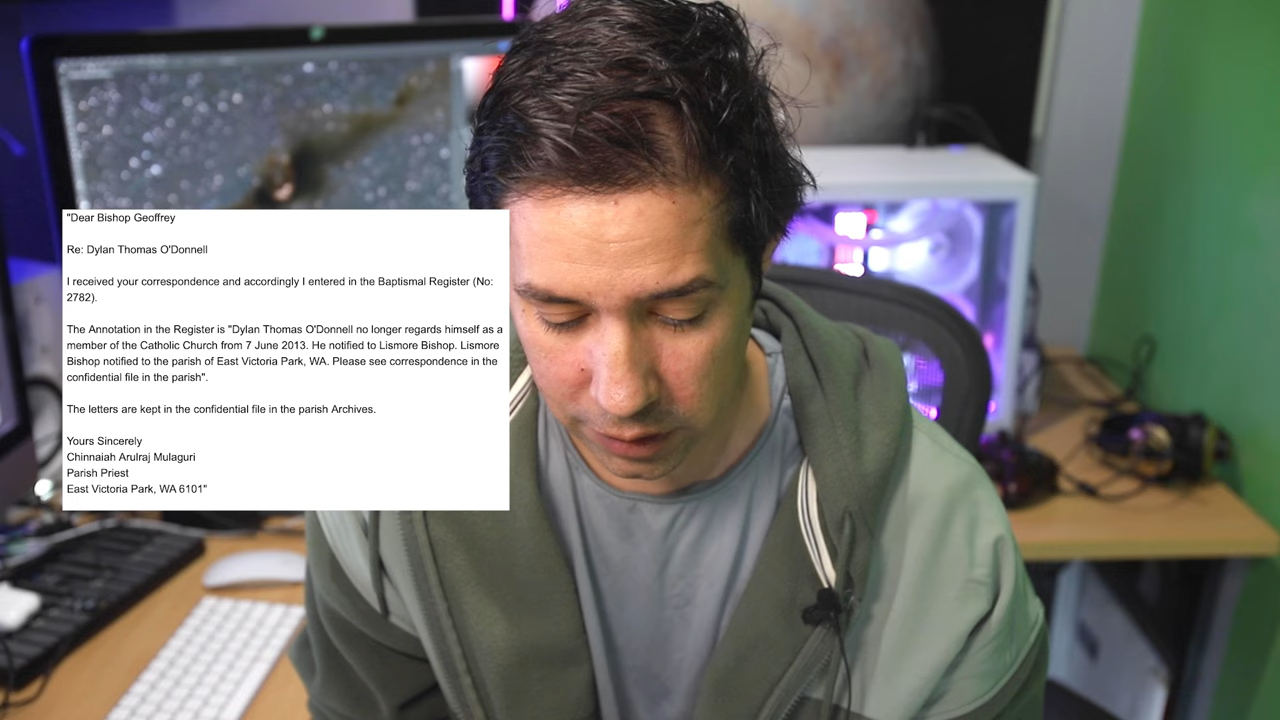 "Dear Bishop Geoffrey
Re: Dylan Thomas O'Donnell
I received your correspondence and accordingly I entered in the Baptismal Register (No:
2782).
The Annotation in the Register is "Dylan Thomas O'Donnell no longer regards himself as a
member of the Catholic Church from 7 June 2013. He notified to Lismore Bishop. Lismore
Bishop notified to the parish of East Victoria Park, WA. Please see correspondence in the
confidential file in the parish".
The letters are kept in the confidential file in the parish Archives.
Yours Sincerely
Chinnaiah Arulraj Mulaguri
Parish Priest
East Victoria Park, WA 6101"